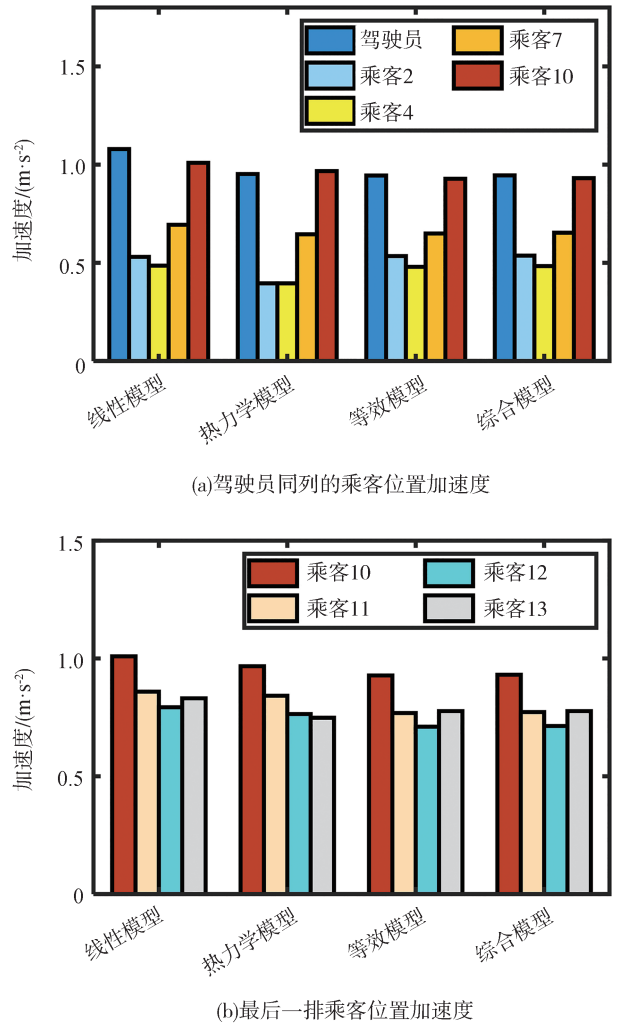 1.5
1.0
0.5
0
加速度/(m·s-2)
驾驶员 乘客7
乘客2 乘客10
乘客4
线性模型 热力学模型 等效模型 综合模型
(a)驾驶员同列的乘客位置加速度
1.5
1.0
0.5
0
加速度/(m·s-2)
乘客10 乘客12
乘客11 乘客13
线性模型 热力学模型 等效模型 综合模型
(b)最后一排乘客位置加速度